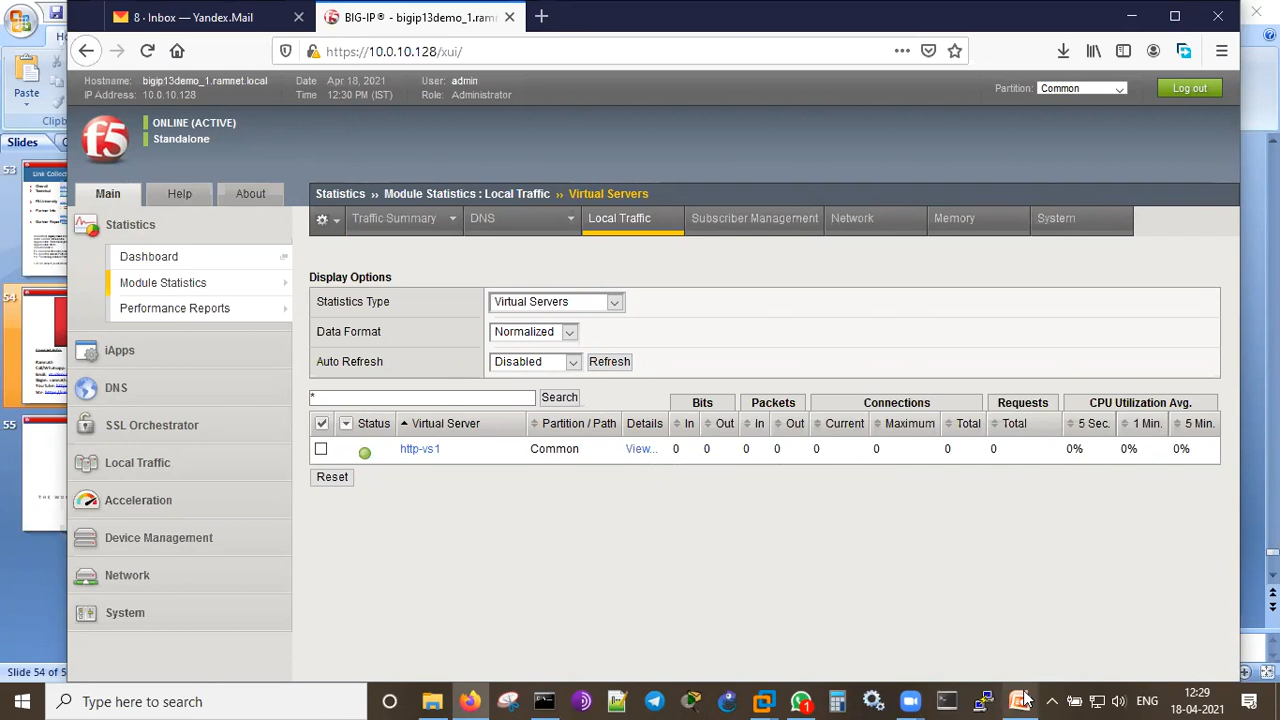 8 · Inbox — Yandex.Mail
BIG-IP® - bigip13demo_1.ramn
https://10.0.10.128/xui/
Paste
Clipb
Slides
Hostname: bigip13demo_1.ramnet.local
IP Address: 10.0.10.128
Date Apr 18, 2021
Time 12:30 PM (IST)
User: admin
Role: Administrator
Partition: Common
Log out
f5
ONLINE (ACTIVE)
Standalone
Main Help About
Statistics ›› Module Statistics : Local Traffic ›› Virtual Servers
Traffic Summary DNS Local Traffic Subscriber Management Network Memory System
Statistics
Dashboard
Module Statistics
Performance Reports
iApps
DNS
SSL Orchestrator
Local Traffic
Acceleration
Device Management
Network
System
Display Options
Statistics Type Virtual Servers
Data Format Normalized
Auto Refresh Disabled Refresh
* Search
Bits Packets Connections Requests CPU Utilization Avg.
Status Virtual Server Partition / Path Details In Out In Out Current Maximum Total Total 5 Sec. 1 Min. 5 Min.
http-vs1 Common View... 0 0 0 0 0 0 0 0 0% 0% 0%
Reset
53
Link Collect
54
55
Slide 54 of 5
Type here to search
1
ENG
12:29
18-04-2021